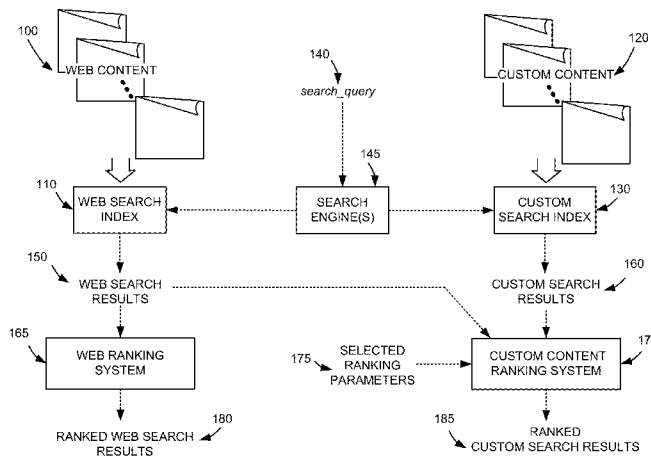 100
WEB CONTENT
120
CUSTOM CONTENT
140
search_query
145
110
WEB SEARCH
INDEX
SEARCH
ENGINE(S)
CUSTOM
SEARCH INDEX
130
150
WEB SEARCH
RESULTS
CUSTOM SEARCH
RESULTS
160
165
WEB RANKING
SYSTEM
175
SELECTED
RANKING
PARAMETERS
CUSTOM CONTENT
RANKING SYSTEM
17
RANKED WEB SEARCH
RESULTS
180
185
RANKED
CUSTOM SEARCH RESULTS